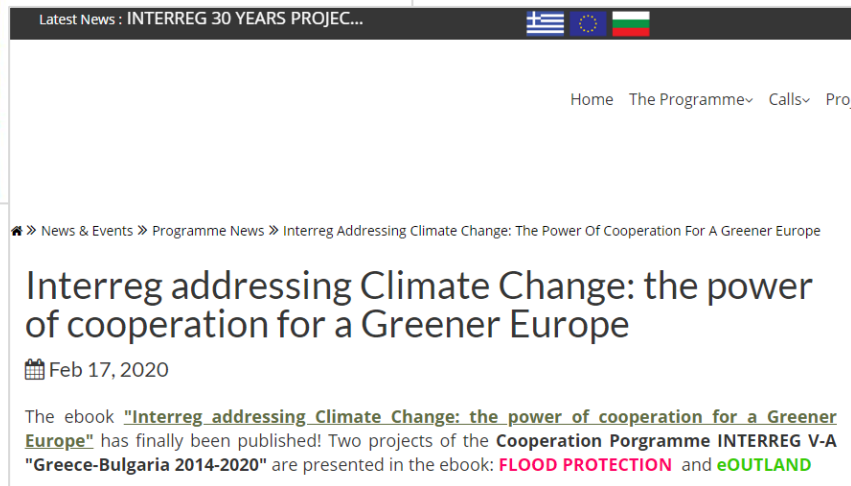 Latest News : INTERREG 30 YEARS PROJEC...
Home The Programme Calls
News & Events » Programme News » Interreg Addressing Climate Change: The Power Of Cooperation For A Greener Europe
Interreg addressing Climate Change: the power
of cooperation for a Greener Europe
Feb 17, 2020
The ebook "Interreg addressing Climate Change: the power of cooperation for a Greener
Europe" has finally been published! Two projects of the Cooperation Porgramme INTERREG V-A
"Greece-Bulgaria 2014-2020" are presented in the ebook: FLOOD PROTECTION and eOUTLAND